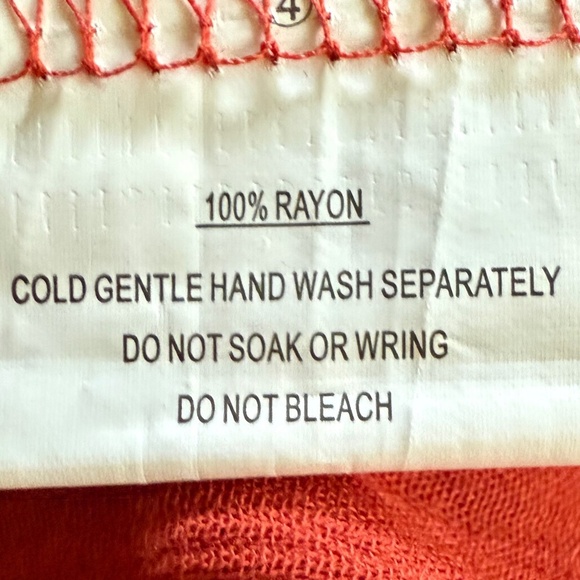 ④
100% RAYON
COLD GENTLE HAND WASH SEPARATELY
DO NOT SOAK OR WRING
DO NOT BLEACH